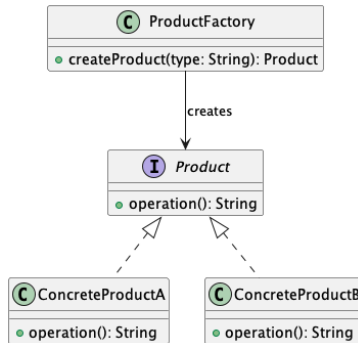 C ProductFactory
createProduct(type: String): Product
creates
I Product
operation(): String
C ConcreteProductA
operation(): String
C ConcreteProductB
operation(): String